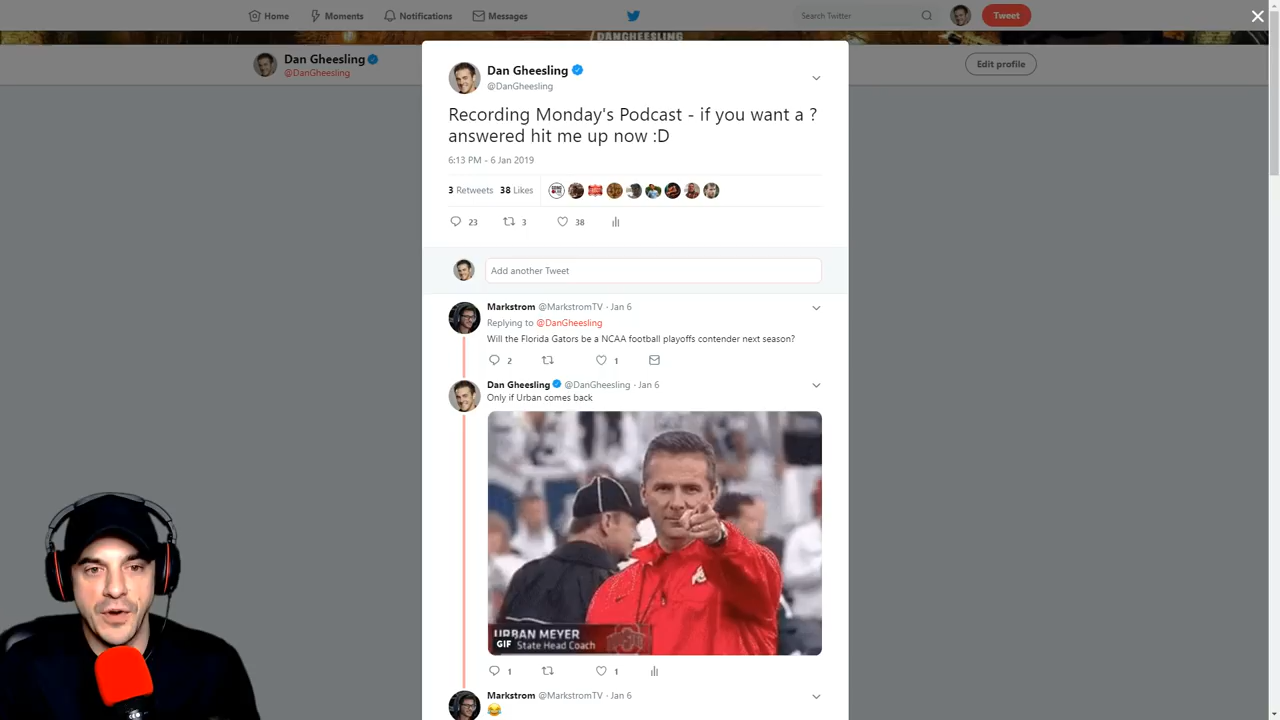 Home
Moments
Notifications
Messages
Search Twitter
Tweet
/DANGHEESLING
Dan Gheesling
@DanGheesling
Edit profile
Dan Gheesling
@DanGheesling
Recording Monday's Podcast - if you want a ?
answered hit me up now :D
6:13 PM - 6 Jan 2019
3 Retweets 38 Likes
23 3 38
Add another Tweet
Markstrom @MarkstromTV · Jan 6
Replying to @DanGheesling
Will the Florida Gators be a NCAA football playoffs contender next season?
2 1
Dan Gheesling @DanGheesling · Jan 6
Only if Urban comes back
URBAN MEYER
GIF State Head Coach
1 1
Markstrom @MarkstromTV · Jan 6
😂